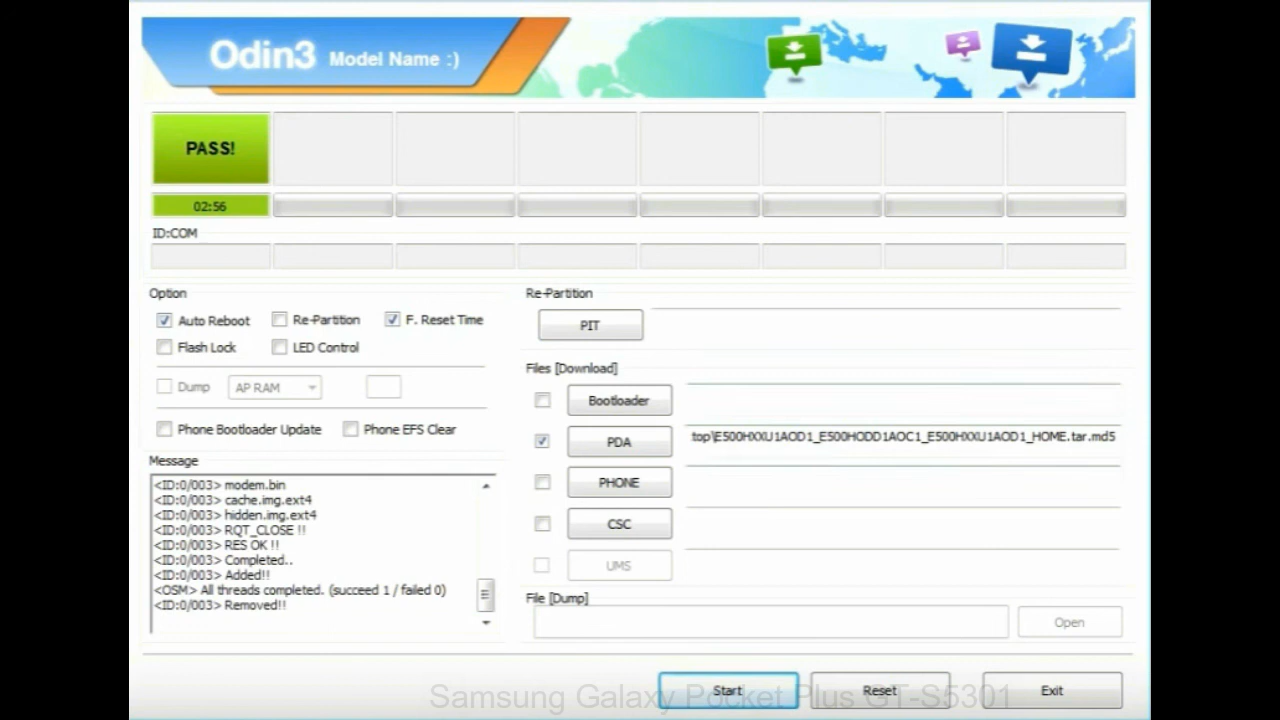 Odin3 Model Name :)
PASS!
02:56
ID:COM
Option
Auto Reboot Re-Partition F. Reset Time
Flash Lock LED Control
Dump AP RAM
Phone Bootloader Update Phone EFS Clear
Message
<ID:0/003> modem.bin
<ID:0/003> cache.img.ext4
<ID:0/003> hidden.img.ext4
<ID:0/003> RQT_CLOSE !!
<ID:0/003> RES OK !!
<ID:0/003> Completed..
<ID:0/003> Added!!
<OSM> All threads completed. (succeed 1 / failed 0)
<ID:0/003> Removed!!
Re-Partition
PIT
Files [Download]
Bootloader
PDA top\E500HXXU1AOD1_E500HODD1AOC1_E500HXXU1AOD1_HOME.tar.md5
PHONE
CSC
UMS
File [Dump]
Open
Start Reset Exit
Samsung Galaxy Pocket Plus GT-S5301